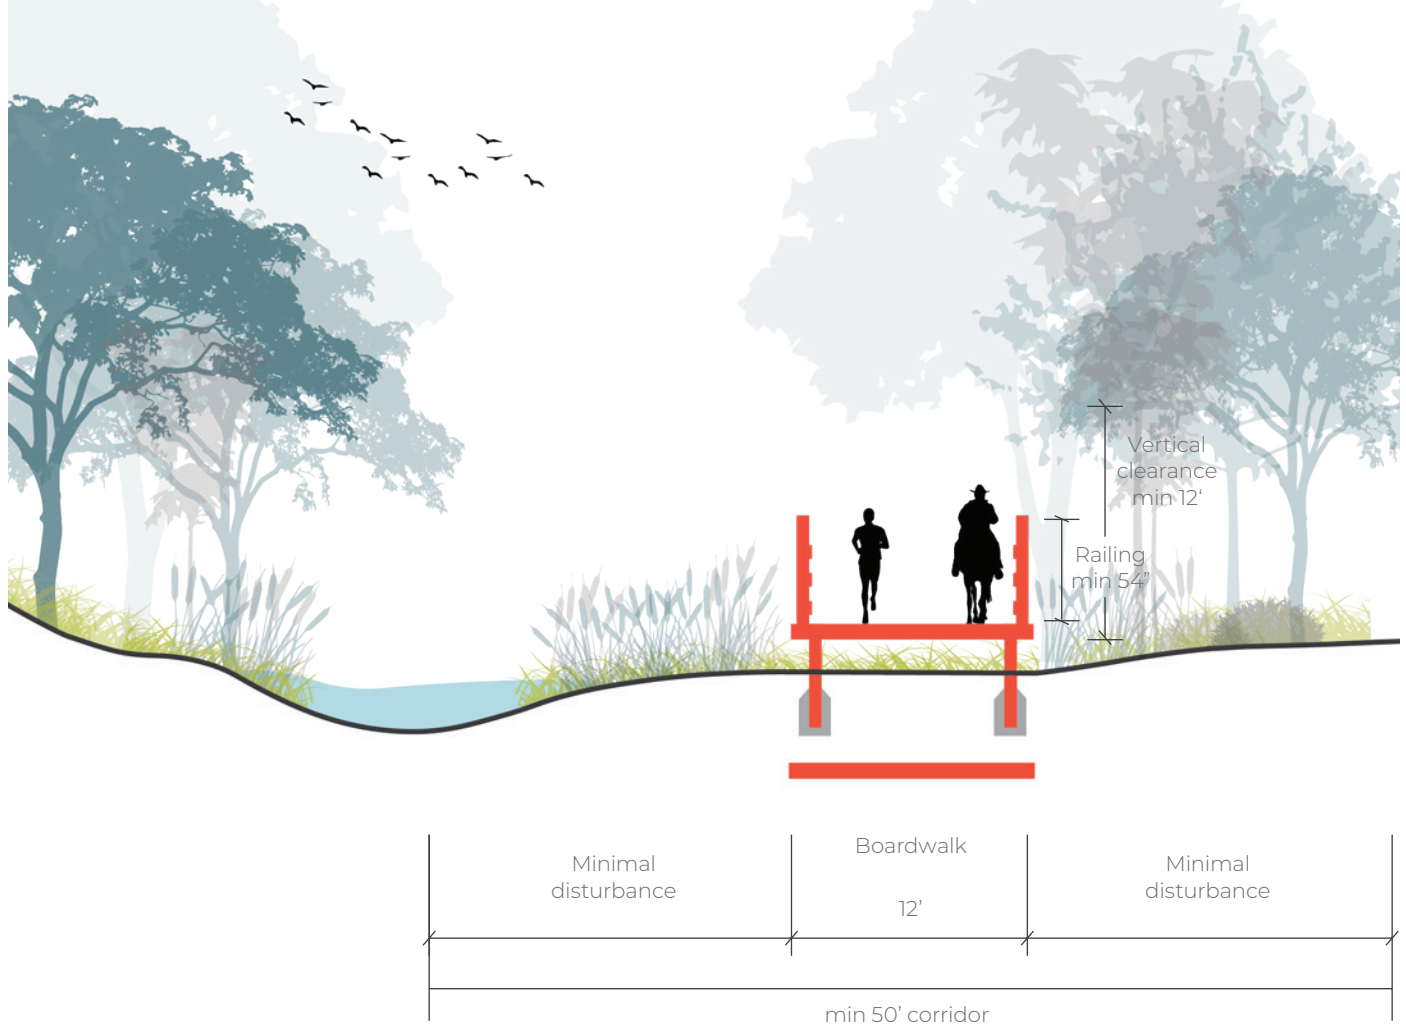 Vertical
clearance
min 12‘
Railing
min 54”
Boardwalk
12’
Minimal
disturbance
Minimal
disturbance
min 50’ corridor